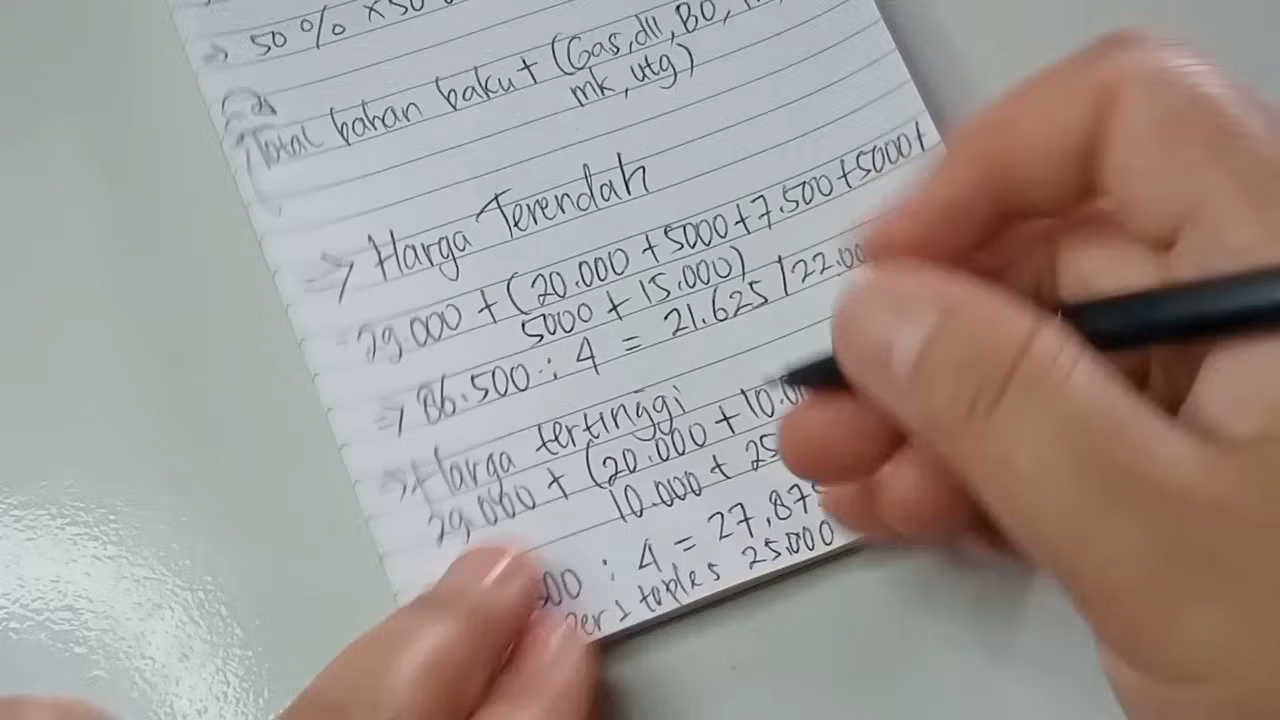 ⇒ 50% x 50
Total bahan baku + (Gas, dll, BO,
mk, utg)
⇒ Harga Terendah
29.000 + (20.000 + 5000 + 7.500 + 5000 +
5000 + 15.000)
⇒ 86.500 : 4 = 21.625 / 22.00
⇒ Harga tertinggi
29.000 + (20.000 + 10.0
10.000 + 25
500 : 4 = 27.875
Per 1 toples 25.000